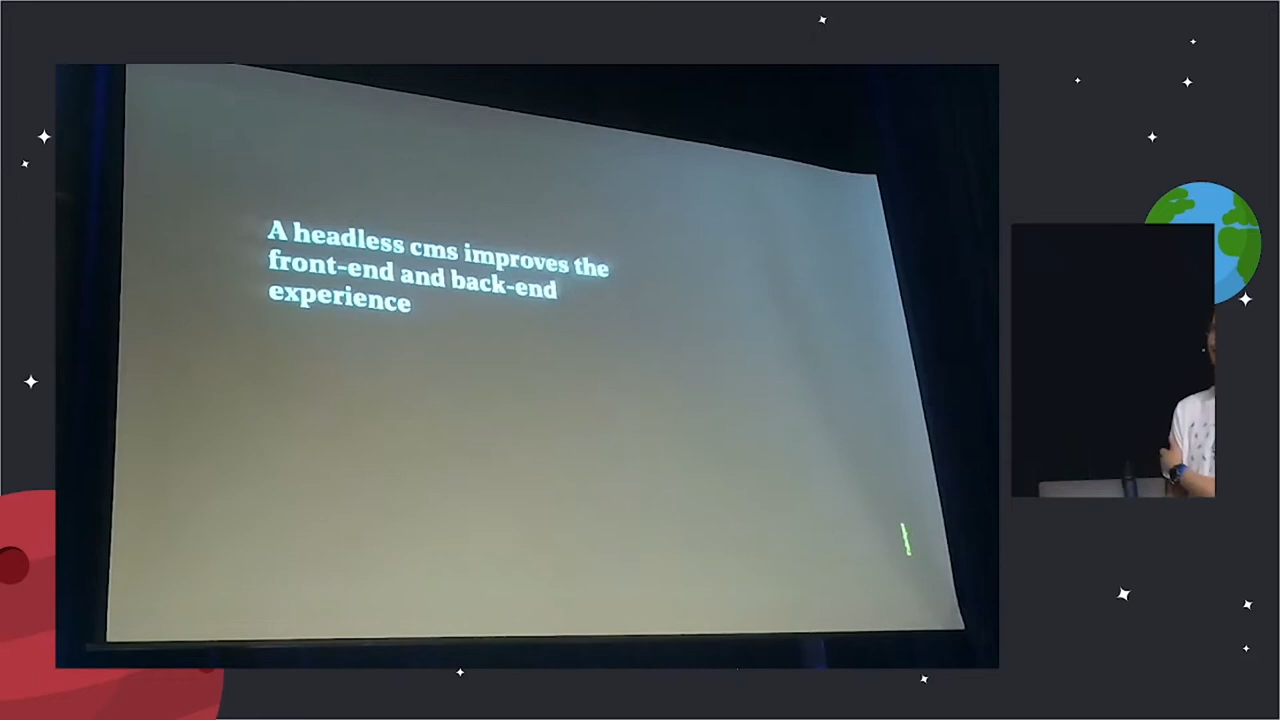 A headless cms improves the
front-end and back-end
experience